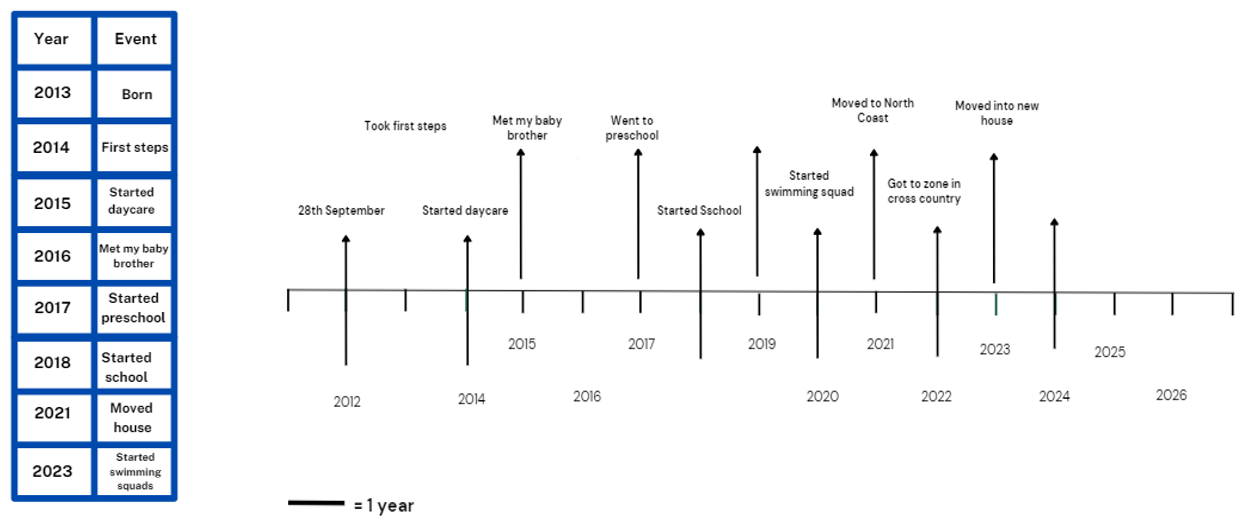 Year Event
2013 Born
2014 First steps
2015 Started
daycare
2016 Met my baby
brother
2017 Started
preschool
2018 Started
school
2021 Moved
house
2023 Started
swimming
squads
Took first steps
Met my baby
brother
Went to
preschool
Moved to North
Coast
Moved into new
house
28th September
Started daycare
Started Sschool
Started
swimming squad
Got to zone in
cross country
2015 2017 2019 2021 2023 2025
2012 2014 2016 2020 2022 2024 2026
= 1 year